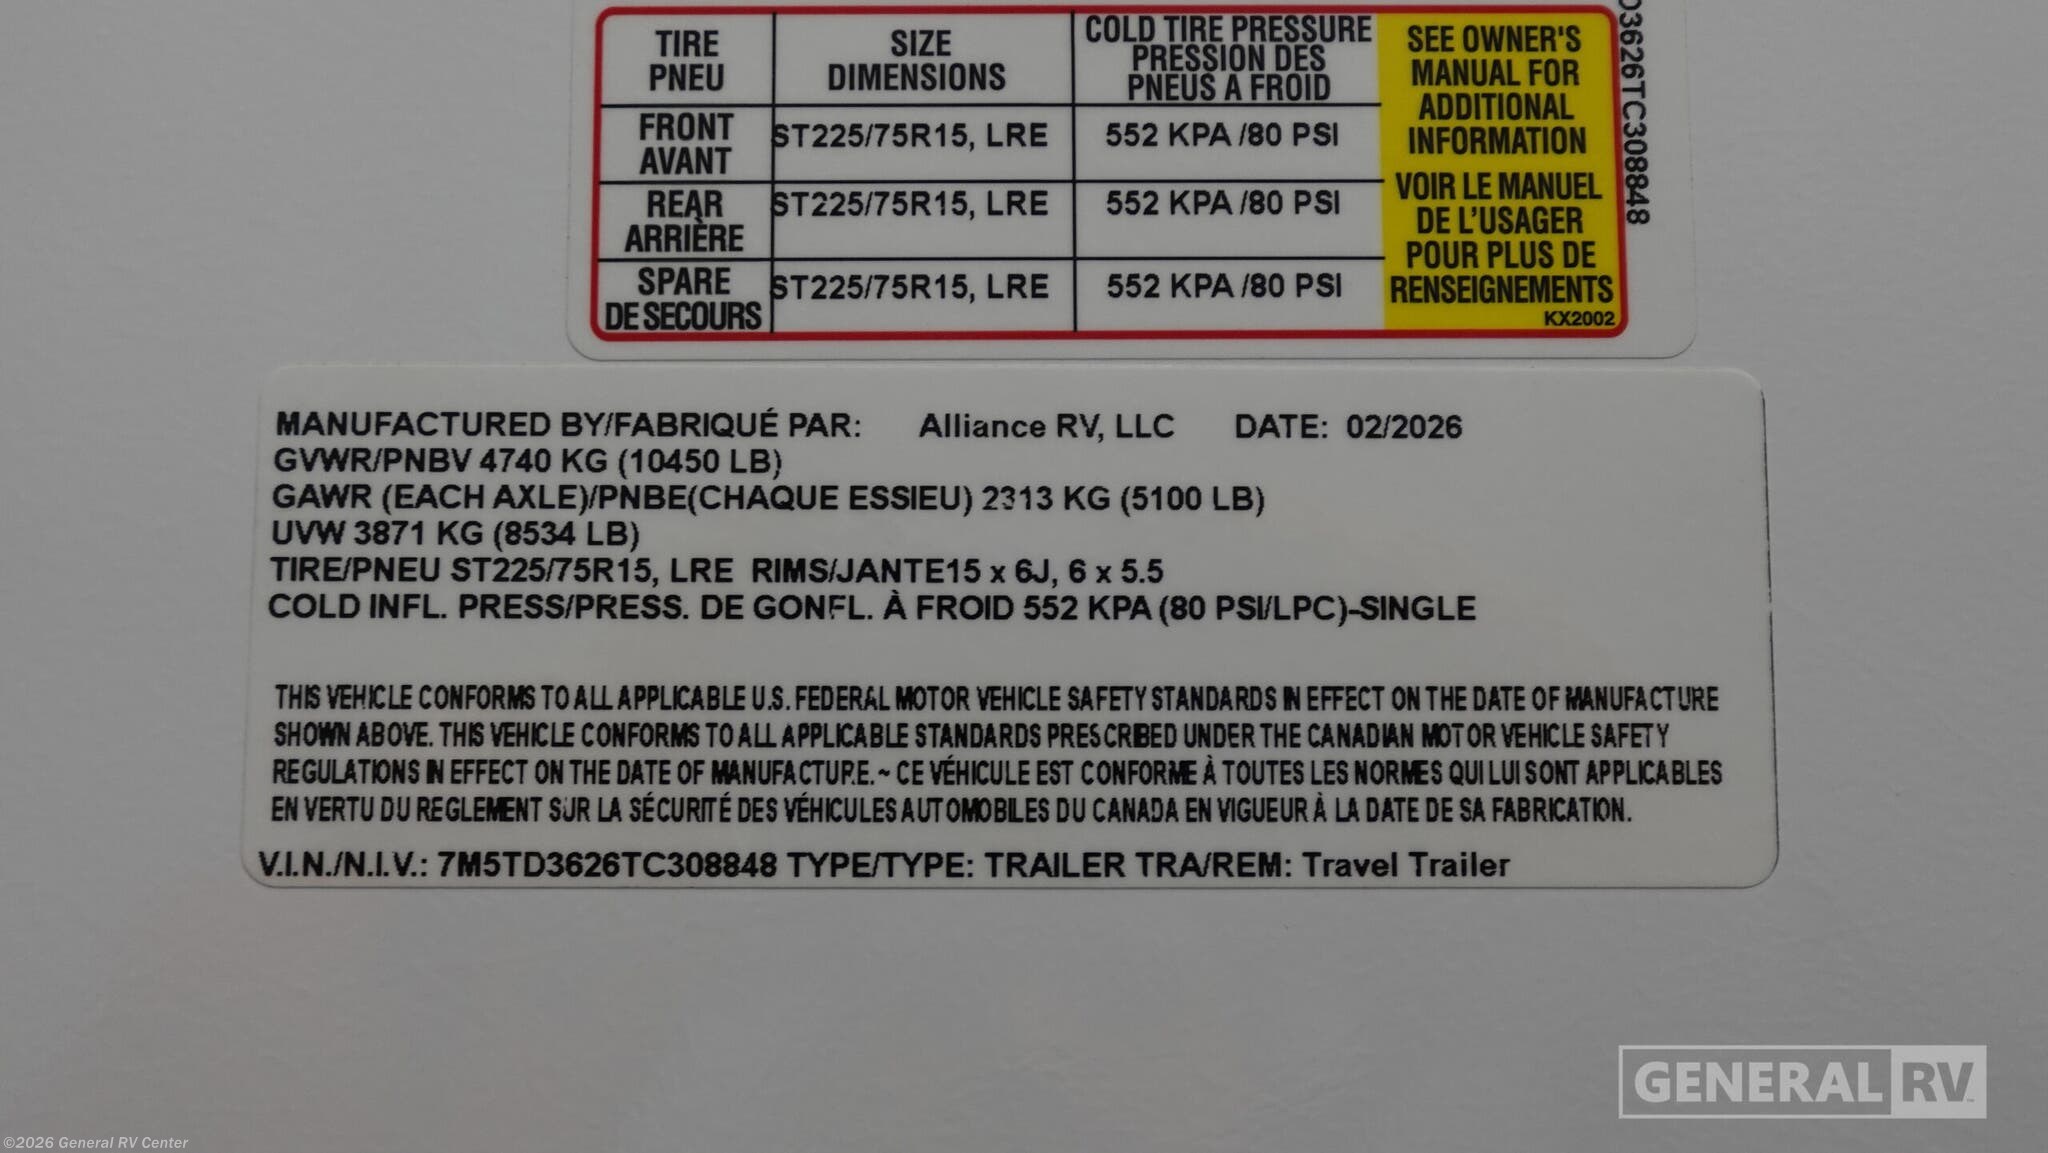 TIRE
PNEU
SIZE
DIMENSIONS
COLD TIRE PRESSURE
PRESSION DES
PNEUS A FROID
FRONT
AVANT
ST225/75R15, LRE
552 KPA /80 PSI
REAR
ARRIÈRE
ST225/75R15, LRE
552 KPA /80 PSI
SPARE
DE SECOURS
ST225/75R15, LRE
552 KPA /80 PSI
SEE OWNER'S
MANUAL FOR
ADDITIONAL
INFORMATION
VOIR LE MANUEL
DE L'USAGER
POUR PLUS DE
RENSEIGNEMENTS
KX2002
03626TC308848
MANUFACTURED BY/FABRIQUÉ PAR: Alliance RV, LLC DATE: 02/2026
GVWR/PNBV 4740 KG (10450 LB)
GAWR (EACH AXLE)/PNBE(CHAQUE ESSIEU) 2313 KG (5100 LB)
UVW 3871 KG (8534 LB)
TIRE/PNEU ST225/75R15, LRE RIMS/JANTE15 x 6J, 6 x 5.5
COLD INFL. PRESS/PRESS. DE GONFL. À FROID 552 KPA (80 PSI/LPC)-SINGLE
THIS VEHICLE CONFORMS TO ALL APPLICABLE U.S. FEDERAL MOTOR VEHICLE SAFETY STANDARDS IN EFFECT ON THE DATE OF MANUFACTURE
SHOWN ABOVE. THIS VEHICLE CONFORMS TO ALL APPLICABLE STANDARDS PRESCRIBED UNDER THE CANADIAN MOTOR VEHICLE SAFETY
REGULATIONS IN EFFECT ON THE DATE OF MANUFACTURE. ~ CE VÉHICULE EST CONFORME À TOUTES LES NORMES QUI LUI SONT APPLICABLES
EN VERTU DU REGLEMENT SUR LA SÉCURITÉ DES VÉHICULES AUTOMOBILES DU CANADA EN VIGUEUR À LA DATE DE SA FABRICATION.
V.I.N./N.I.V.: 7M5TD3626TC308848 TYPE/TYPE: TRAILER TRA/REM: Travel Trailer
GENERAL RV
©2026 General RV Center